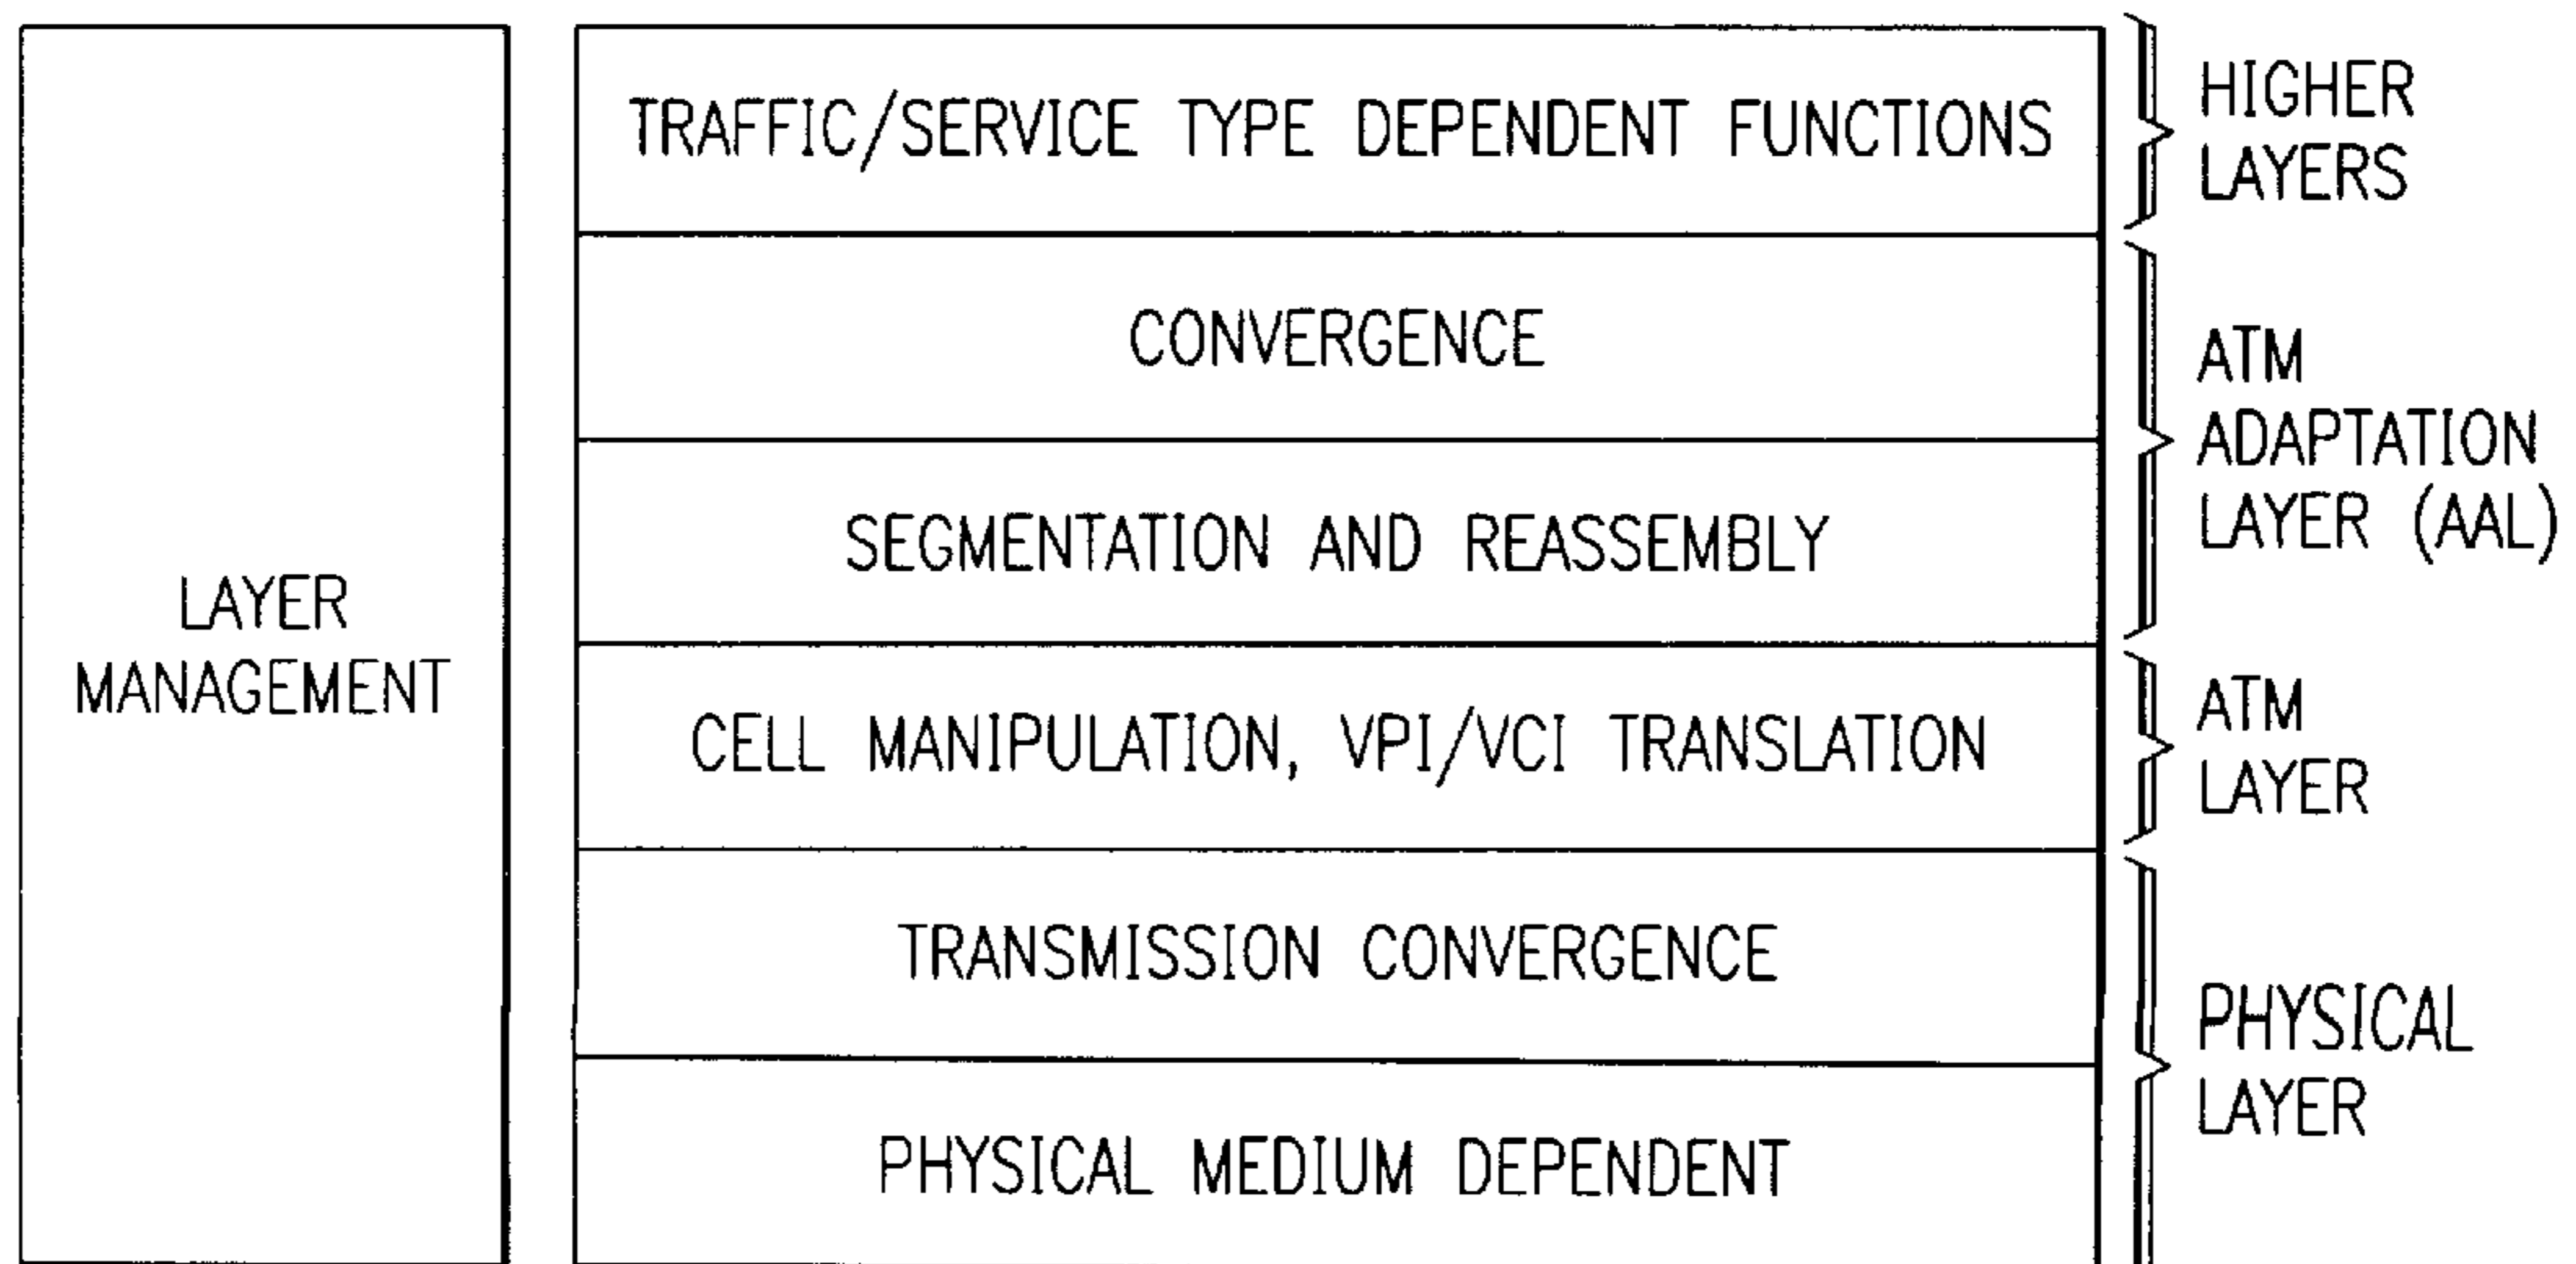 LAYER
MANAGEMENT
TRAFFIC/SERVICE TYPE DEPENDENT FUNCTIONS
CONVERGENCE
SEGMENTATION AND REASSEMBLY
CELL MANIPULATION, VPI/VCI TRANSLATION
TRANSMISSION CONVERGENCE
PHYSICAL MEDIUM DEPENDENT
HIGHER
LAYERS
ATM
ADAPTATION
LAYER (AAL)
ATM
LAYER
PHYSICAL
LAYER